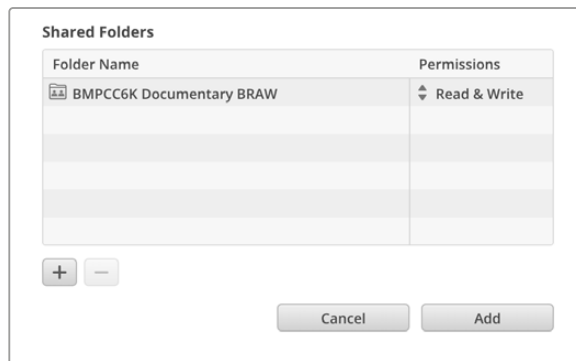 Shared Folders
Folder Name Permissions
BMPCC6K Documentary BRAW Read & Write
+ −
Cancel Add